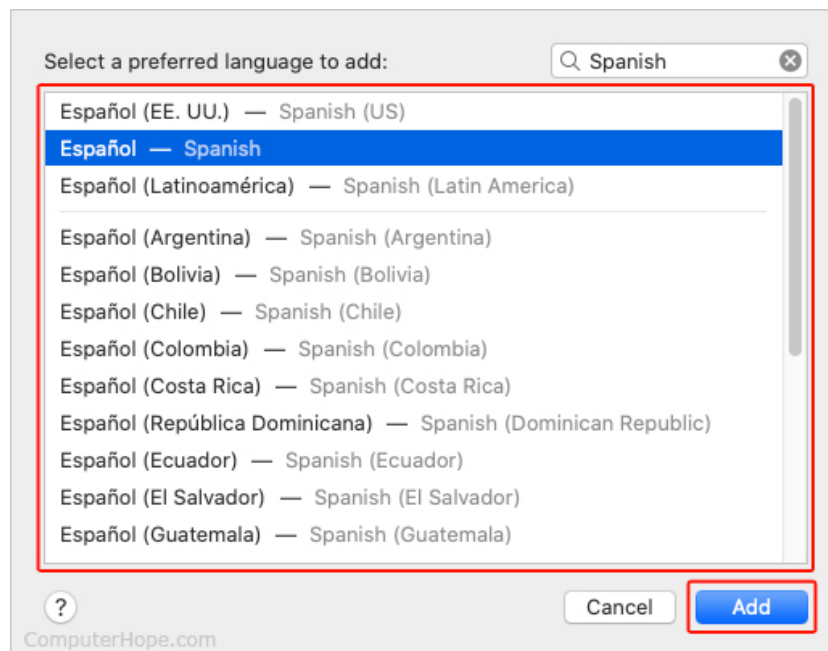 Select a preferred language to add:
Spanish
Español (EE. UU.) — Spanish (US)
Español — Spanish
Español (Latinoamérica) — Spanish (Latin America)
Español (Argentina) — Spanish (Argentina)
Español (Bolivia) — Spanish (Bolivia)
Español (Chile) — Spanish (Chile)
Español (Colombia) — Spanish (Colombia)
Español (Costa Rica) — Spanish (Costa Rica)
Español (República Dominicana) — Spanish (Dominican Republic)
Español (Ecuador) — Spanish (Ecuador)
Español (El Salvador) — Spanish (El Salvador)
Español (Guatemala) — Spanish (Guatemala)
?
Cancel
Add
ComputerHope.com